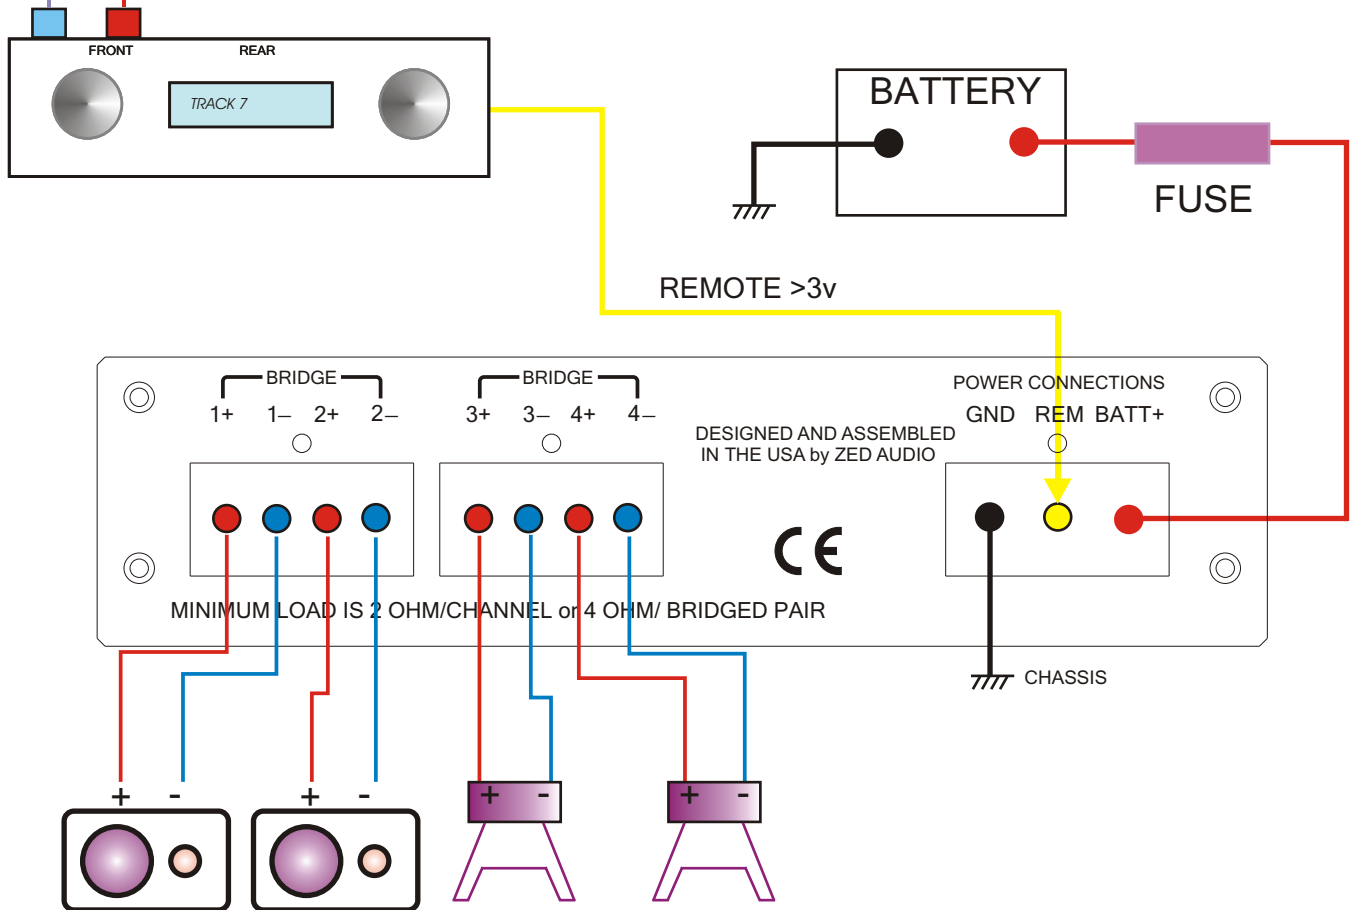 FRONT REAR
TRACK 7
BATTERY
FUSE
REMOTE >3v
BRIDGE BRIDGE
1+ 1– 2+ 2– 3+ 3– 4+ 4–
POWER CONNECTIONS
GND REM BATT+
DESIGNED AND ASSEMBLED
IN THE USA by ZED AUDIO
CE
MINIMUM LOAD IS 2 OHM/CHANNEL or 4 OHM/ BRIDGED PAIR
CHASSIS
+ - + - + - + -